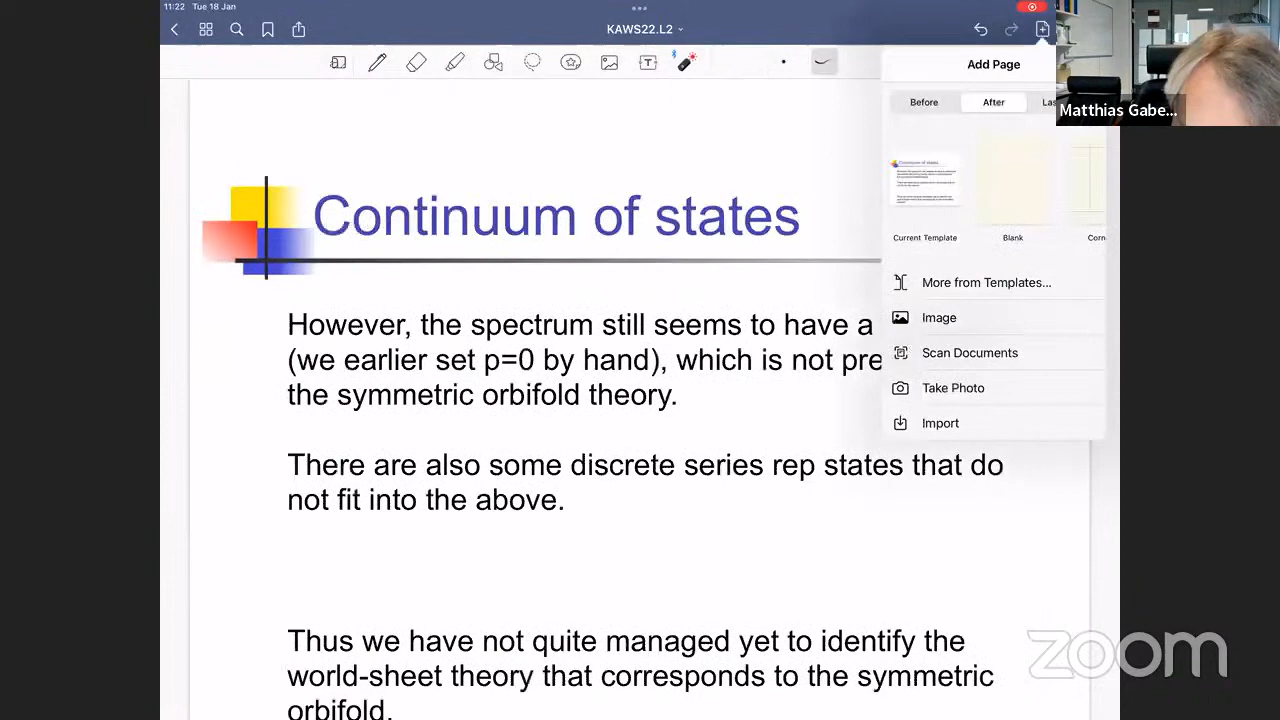 11:22 Tue 18 Jan
KAWS22.L2
Add Page
Before After
Matthias Gabe...
Continuum of states
Continuum of states
Current Template Blank
More from Templates...
Image
Scan Documents
Take Photo
Import
However, the spectrum still seems to have a
(we earlier set p=0 by hand), which is not
the symmetric orbifold theory.
There are also some discrete series rep states that do
not fit into the above.
Thus we have not quite managed yet to identify the
world-sheet theory that corresponds to the symmetric
orbifold.
zoom